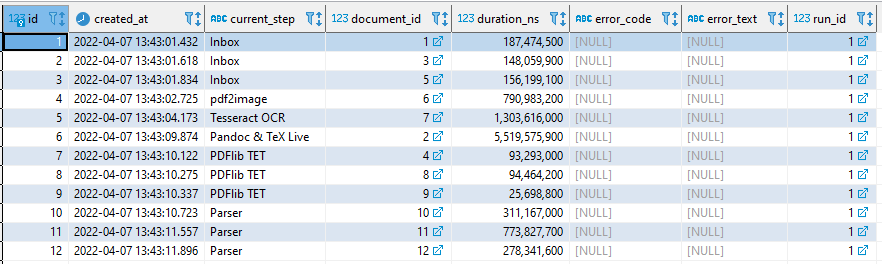 123 id created_at ABC current_step 123 document_id 123 duration_ns ABC error_code ABC error_text 123 run_id
1 2022-04-07 13:43:01.432 Inbox 1 187,474,500 [NULL] [NULL] 1
2 2022-04-07 13:43:01.618 Inbox 3 148,059,900 [NULL] [NULL] 1
3 2022-04-07 13:43:01.834 Inbox 5 156,199,100 [NULL] [NULL] 1
4 2022-04-07 13:43:02.725 pdf2image 6 790,983,200 [NULL] [NULL] 1
5 2022-04-07 13:43:04.173 Tesseract OCR 7 1,303,616,000 [NULL] [NULL] 1
6 2022-04-07 13:43:09.874 Pandoc & TeX Live 2 5,519,575,900 [NULL] [NULL] 1
7 2022-04-07 13:43:10.122 PDFlib TET 4 93,293,000 [NULL] [NULL] 1
8 2022-04-07 13:43:10.275 PDFlib TET 8 94,464,200 [NULL] [NULL] 1
9 2022-04-07 13:43:10.337 PDFlib TET 9 25,698,800 [NULL] [NULL] 1
10 2022-04-07 13:43:10.723 Parser 10 311,167,000 [NULL] [NULL] 1
11 2022-04-07 13:43:11.557 Parser 11 773,827,700 [NULL] [NULL] 1
12 2022-04-07 13:43:11.896 Parser 12 278,341,600 [NULL] [NULL] 1